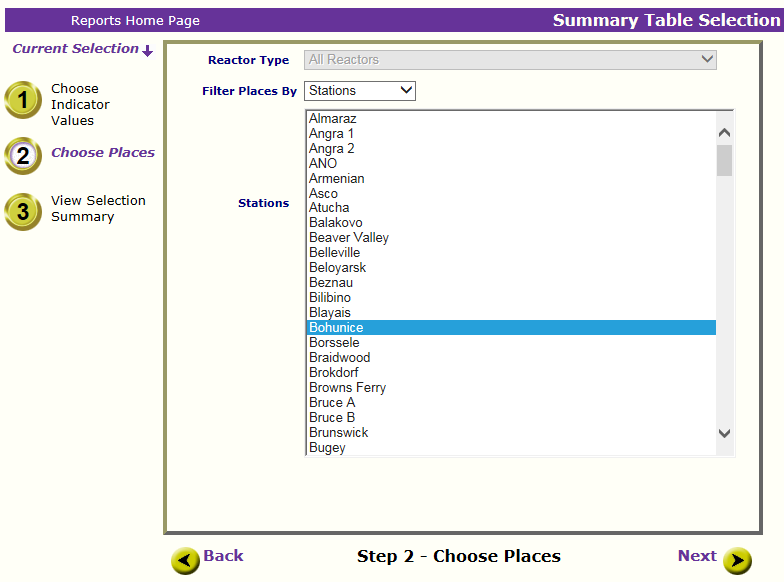 Reports Home Page
Summary Table Selection
Current Selection
1
Choose
Indicator
Values
2
Choose Places
3
View Selection
Summary
Reactor Type
All Reactors
Filter Places By
Stations
Stations
Almaraz
Angra 1
Angra 2
ANO
Armenian
Asco
Atucha
Balakovo
Beaver Valley
Belleville
Beloyarsk
Beznau
Bilibino
Blayais
Bohunice
Borssele
Braidwood
Brokdorf
Browns Ferry
Bruce A
Bruce B
Brunswick
Bugey
Back
Step 2 - Choose Places
Next